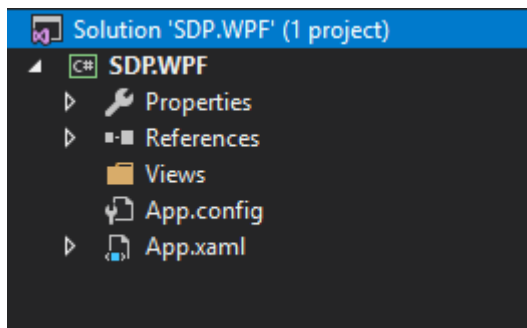 Solution 'SDP.WPF' (1 project)
C# SDP.WPF
Properties
References
Views
App.config
App.xaml